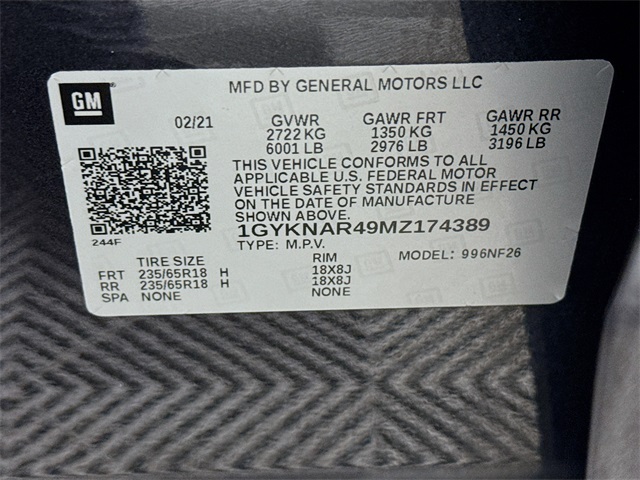 GM
MFD BY GENERAL MOTORS LLC
02/21 GVWR GAWR FRT GAWR RR
2722 KG 1350 KG 1450 KG
6001 LB 2976 LB 3196 LB
THIS VEHICLE CONFORMS TO ALL
APPLICABLE U.S. FEDERAL MOTOR
VEHICLE SAFETY STANDARDS IN EFFECT
ON THE DATE OF MANUFACTURE
SHOWN ABOVE.
244F
1GYKNAR49MZ174389
TYPE: M.P.V. MODEL: 996NF26
TIRE SIZE RIM
FRT 235/65R18 H 18X8J
RR 235/65R18 H 18X8J
SPA NONE NONE